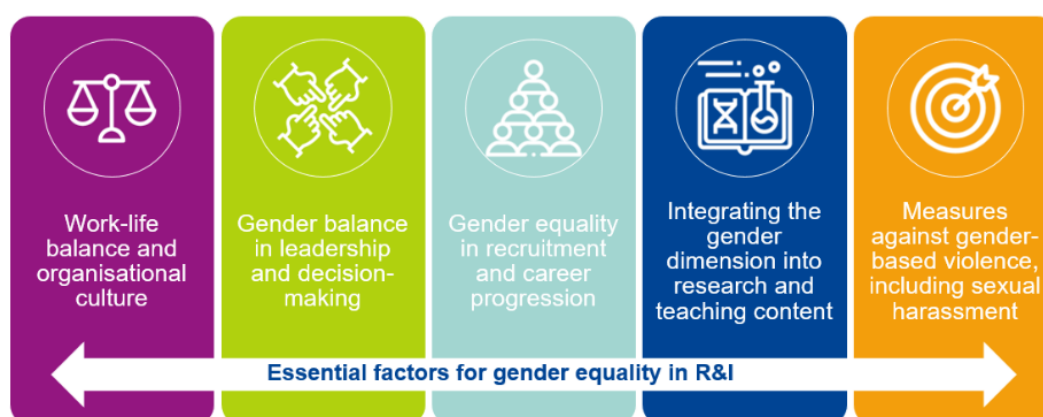 Work-life
balance and
organisational
culture
Gender balance
in leadership
and decision-
making
Gender equality
in recruitment
and career
progression
Integrating the
gender
dimension into
research and
teaching content
Measures
against gender-
based violence,
including sexual
harassment
Essential factors for gender equality in R&I